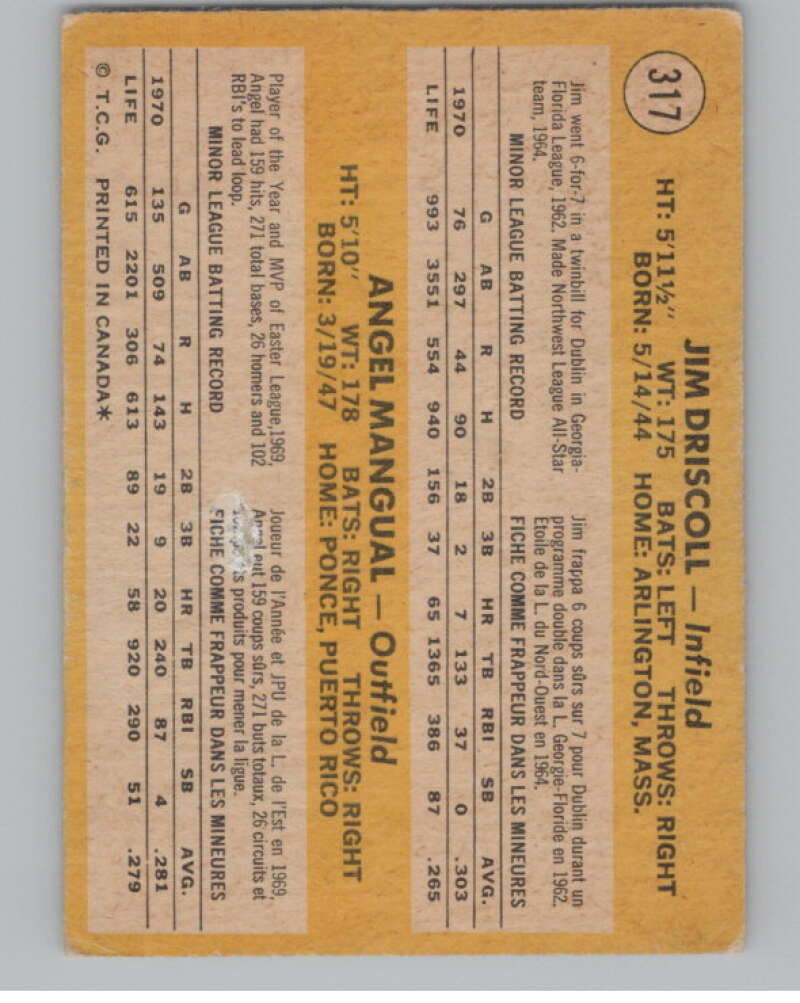 317
JIM DRISCOLL — Infield
HT: 5'11½" WT: 175 BATS: LEFT THROWS: RIGHT
BORN: 5/14/44 HOME: ARLINGTON, MASS.
Jim went 6-for-7 in a twinbill for Dublin in Georgia-
Florida League, 1962. Made Northwest League All-Star
team, 1964.
Jim frappa 6 coups sûrs sur 7 pour Dublin durant un
programme double dans la L. Georgie-Floride en 1962.
Etoile de la L. du Nord-Ouest en 1964.
MINOR LEAGUE BATTING RECORD FICHE COMME FRAPPEUR DANS LES MINEURES
G AB R H 2B 3B HR TB RBI SB AVG.
1970 76 297 44 90 18 2 7 133 37 0 .303
LIFE 993 3551 554 940 156 37 65 1365 386 87 .265
ANGEL MANGUAL — Outfield
HT: 5'10" WT: 178 BATS: RIGHT THROWS: RIGHT
BORN: 3/19/47 HOME: PONCE, PUERTO RICO
Player of the Year and MVP of Easter League,1969,
Angel had 159 hits, 271 total bases, 26 homers and 102
RBI's to lead loop.
Joueur de l'Année et JPU de la L. de l'Est en 1969,
Angel eut 159 coups sûrs, 271 buts totaux, 26 circuits et
produits pour mener la ligue.
MINOR LEAGUE BATTING RECORD FICHE COMME FRAPPEUR DANS LES MINEURES
G AB R H 2B 3B HR TB RBI SB AVG.
1970 135 509 74 143 19 9 20 240 87 4 .281
LIFE 615 2201 306 613 89 22 58 920 290 51 .279
© T.C.G. PRINTED IN CANADA*